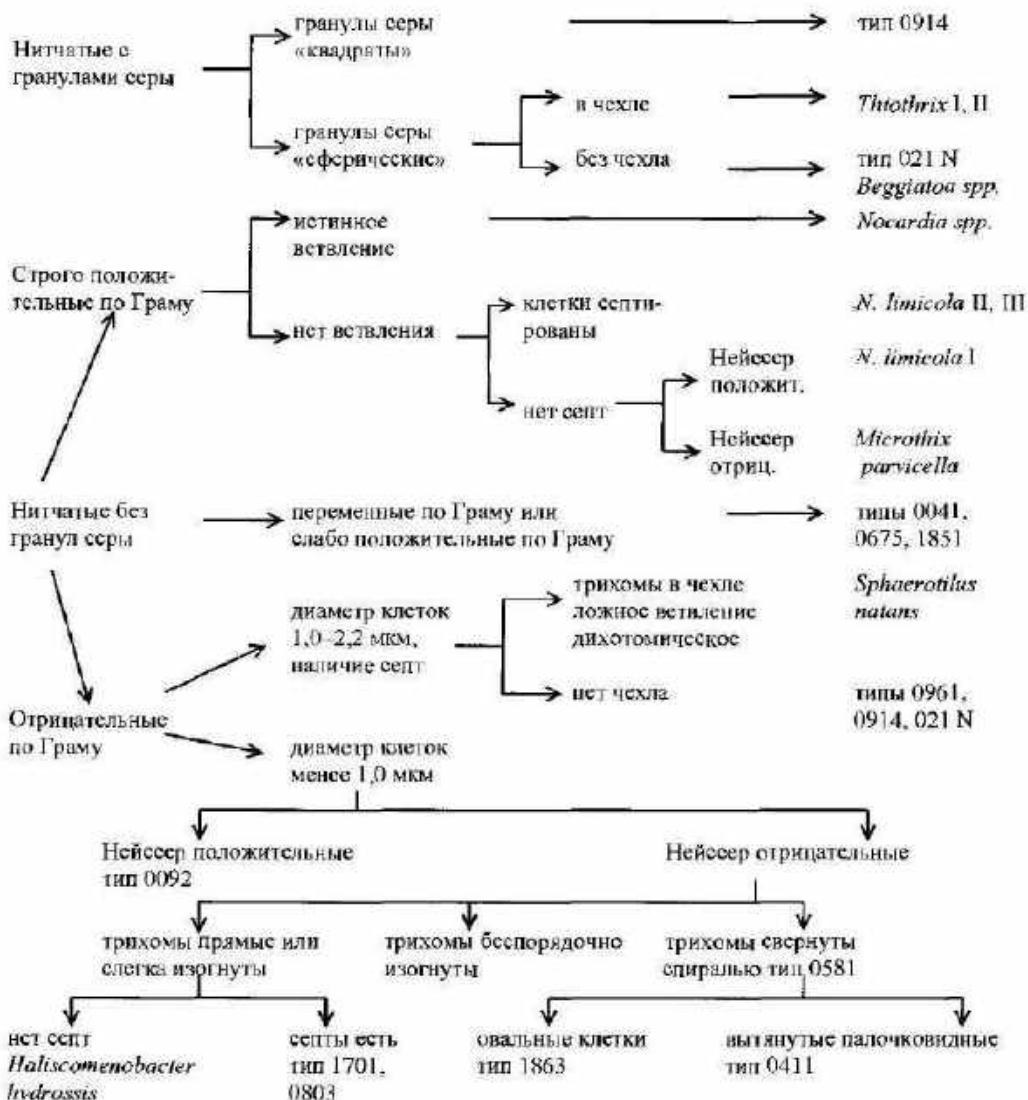 Нитчатые с
гранулами серы
гранулы серы
«квадраты»
тип 0914
гранулы серы
«сферические»
в чехле
Thtothrix I, II
без чехла
тип 021 N
Beggiatoa spp.
Строго положи-
тельные по Граму
истинное
ветвление
Nocardia spp.
нет ветвления
клетки септи-
рованы
N. limicola II, III
нет септ
Нейссер
положит.
N. limicola I
Нейссер
отриц.
Microthix
parvicella
Нитчатые без
гранул серы
переменные по Граму или
слабо положительные по Граму
типы 0041,
0675, 1851
Отрицательные
по Граму
диаметр клеток
1,0–2,2 мкм,
наличие септ
трихомы в чехле
ложное ветвление
дихотомическое
Sphaerotilus
natans
нет чехла
типы 0961,
0914, 021 N
диаметр клеток
менее 1,0 мкм
Нейссер положительные
тип 0092
Нейссер отрицательные
трихомы прямые или
слегка изогнуты
трихомы беспорядочно
изогнуты
трихомы свернуты
спиралью тип 0581
нет септ
Haliscomenobacter
hydrossis
септы есть
тип 1701,
0803
овальные клетки
тип 1863
вытянутые палочковидные
тип 0411